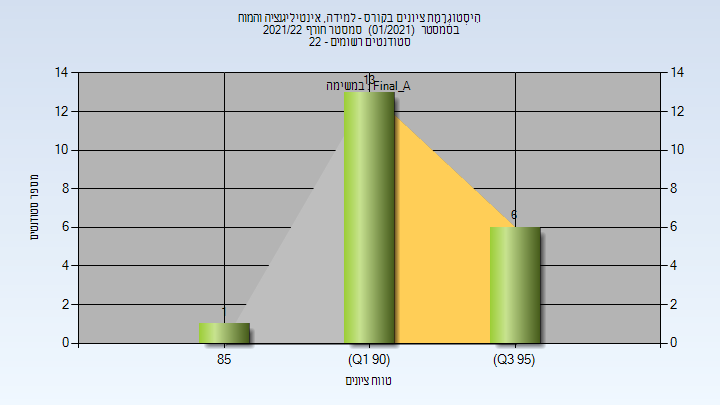 היסטוגרמת ציונים בקורס - למידה, אינטיליגנציה והמוח
בסמסטר (01/2021) סמסטר חורף 2021/22
סטודנטים רשומים - 22
במשימה : Final_A
14 14
12 12
10 10
8 8
6 6
4 4
2 2
0 0
1
13
6
מספר סטודנטים
85 (Q1 90) (Q3 95)
טווח ציונים